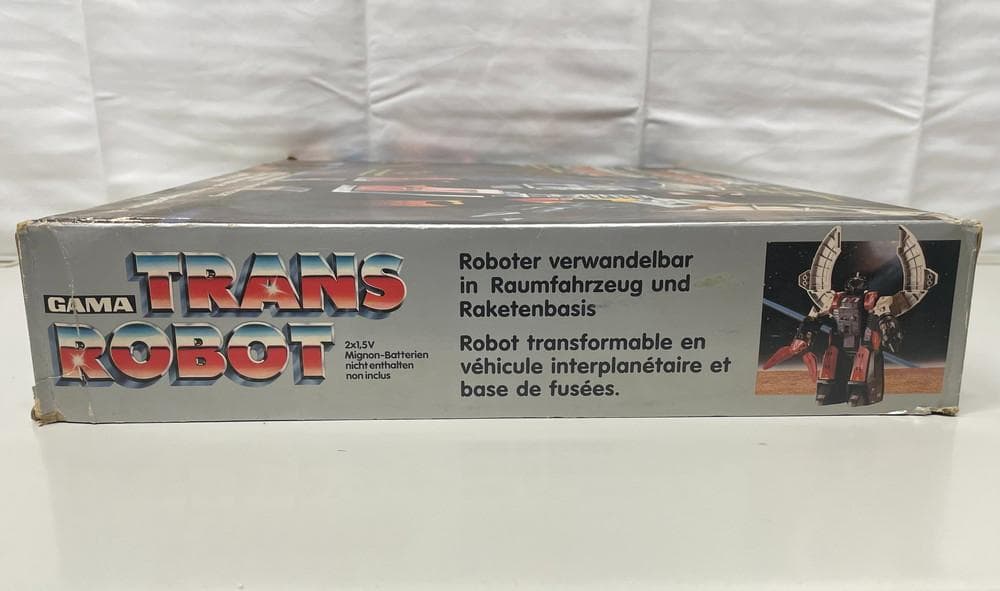 GAMA TRANS
ROBOT
2x1,5V
Mignon-Batterien
nicht enthalten
non inclus
Roboter verwandelbar
in Raumfahrzeug und
Raketenbasis
Robot transformable en
véhicule interplanétaire et
base de fusées.